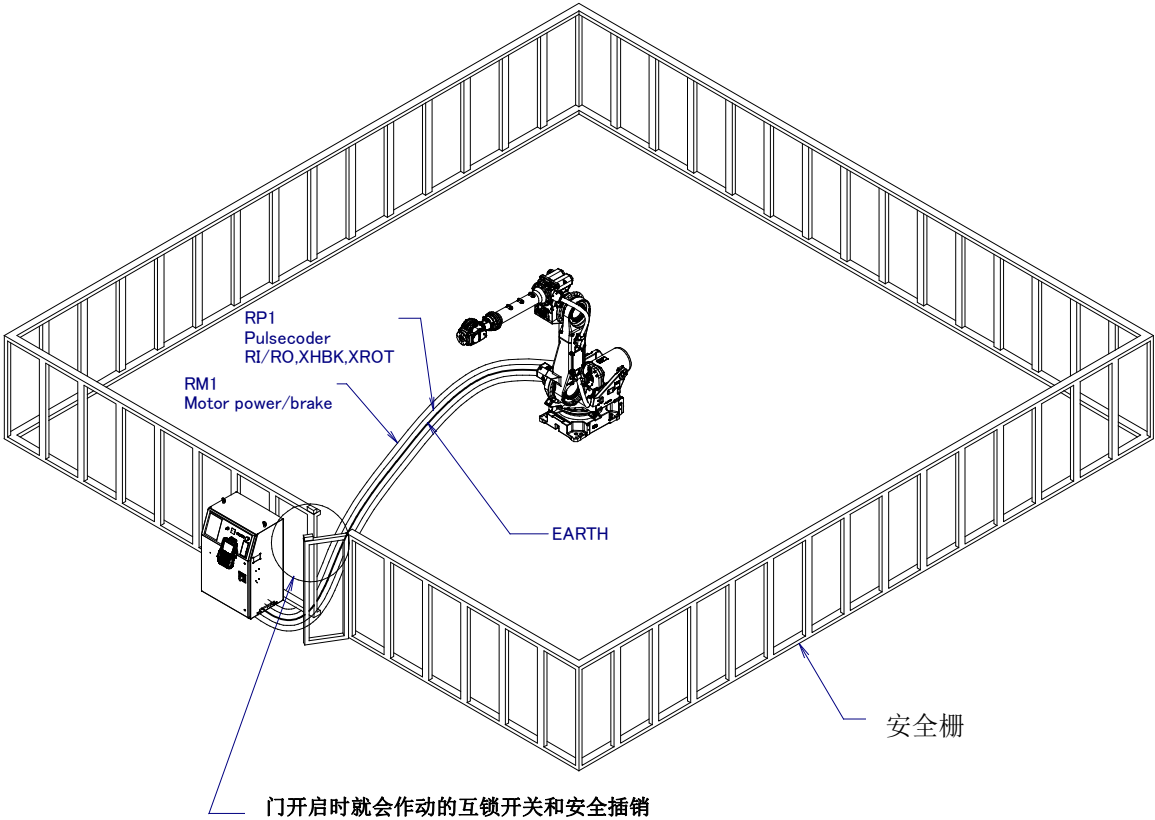 RP1
Pulsecoder
RI/RO,XHBK,XROT
RM1
Motor power/brake
EARTH
安全栅
门开启时就会作动的互锁开关和安全插销